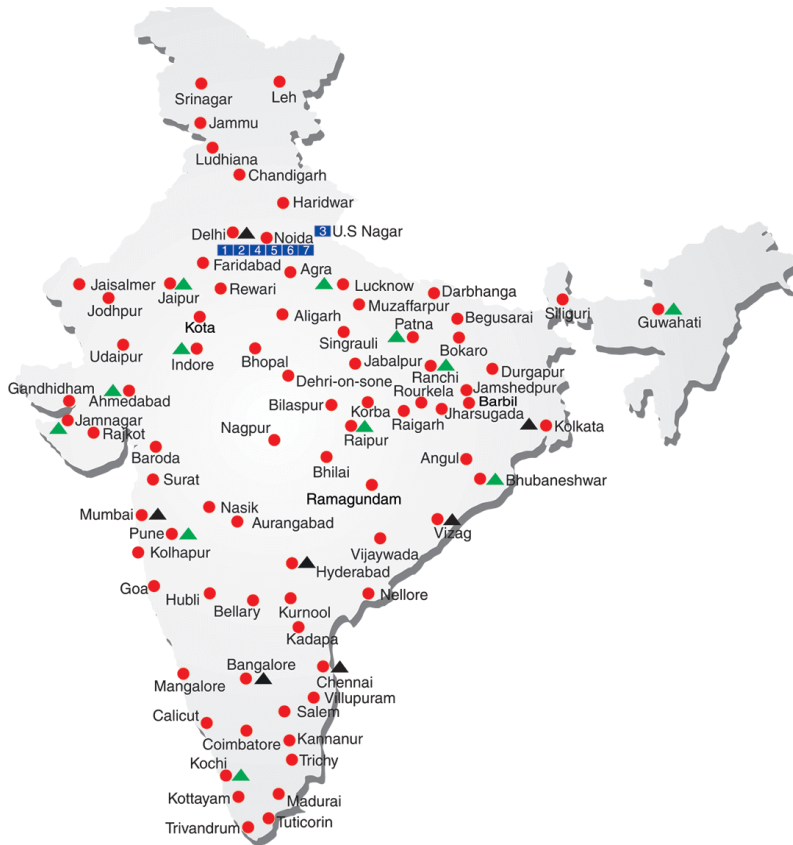 Srinagar
Leh
Jammu
Ludhiana
Chandigarh
Haridwar
Delhi
3 U.S Nagar
Noida
1 2 4 5 6 7
Faridabad
Agra
Jaisalmer
Jaipur
Rewari
Lucknow
Darbhanga
Jodhpur
Muzaffarpur
Siliguri
Guwahati
Kota
Aligarh
Begusarai
Patna
Singrauli
Udaipur
Indore
Bhopal
Bokaro
Jabalpur
Ranchi
Durgapur
Dehri-on-sone
Gandhidham
Ahmedabad
Rourkela
Jamshedpur
Bilaspur
Korba
Barbil
Jamnagar
Raigarh
Jharsugada
Rajkot
Nagpur
Raipur
Kolkata
Baroda
Bhilai
Angul
Surat
Ramagundam
Bhubaneshwar
Nasik
Mumbai
Aurangabad
Pune
Vizag
Kolhapur
Vijaywada
Hyderabad
Goa
Hubli
Bellary
Kurnool
Nellore
Kadapa
Bangalore
Mangalore
Chennai
Villupuram
Calicut
Salem
Coimbatore
Kannanur
Kochi
Trichy
Kottayam
Madurai
Trivandrum
Tuticorin